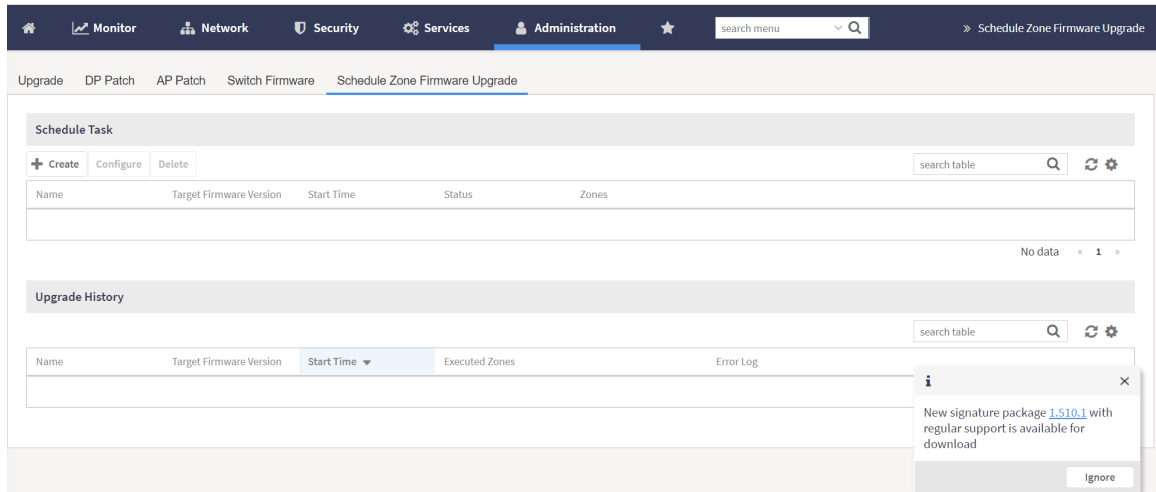 Monitor Network Security Services Administration search menu » Schedule Zone Firmware Upgrade
Upgrade DP Patch AP Patch Switch Firmware Schedule Zone Firmware Upgrade
Schedule Task
+ Create Configure Delete search table
Name Target Firmware Version Start Time Status Zones
No data « 1 »
Upgrade History
search table
Name Target Firmware Version Start Time Executed Zones Error Log
i ×
New signature package 1.510.1 with
regular support is available for
download
Ignore